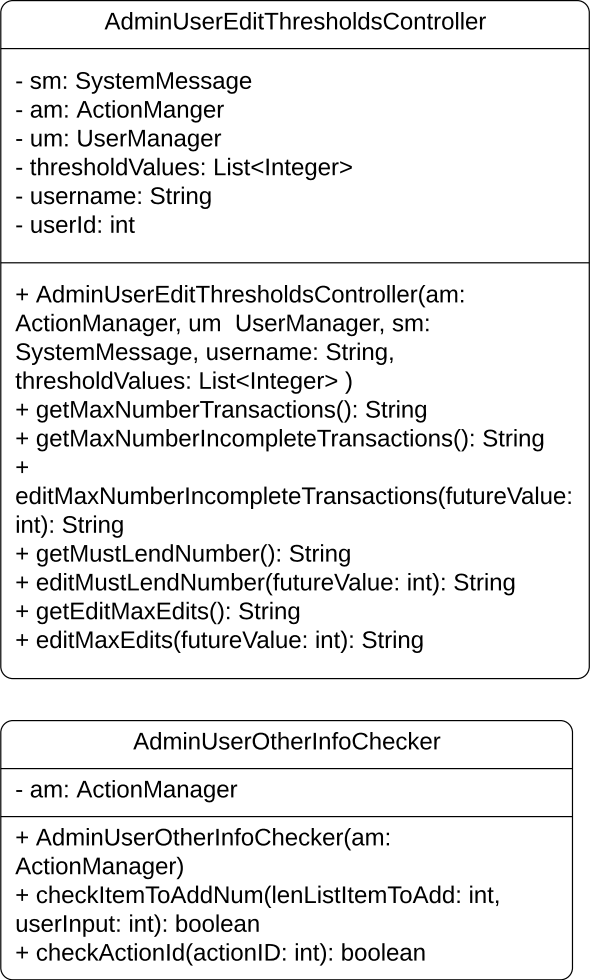 AdminUserEditThresholdsController
- sm: SystemMessage
- am: ActionManger
- um: UserManager
- thresholdValues: List<Integer>
- username: String
- userId: int
+ AdminUserEditThresholdsController(am:
ActionManager, um  UserManager, sm:
SystemMessage, username: String,
thresholdValues: List<Integer> )
+ getMaxNumberTransactions(): String
+ getMaxNumberIncompleteTransactions(): String
+
editMaxNumberIncompleteTransactions(futureValue:
int): String
+ getMustLendNumber(): String
+ editMustLendNumber(futureValue: int): String
+ getEditMaxEdits(): String
+ editMaxEdits(futureValue: int): String
AdminUserOtherInfoChecker
- am: ActionManager
+ AdminUserOtherInfoChecker(am:
ActionManager)
+ checkItemToAddNum(lenListItemToAdd: int,
userInput: int): boolean
+ checkActionId(actionID: int): boolean